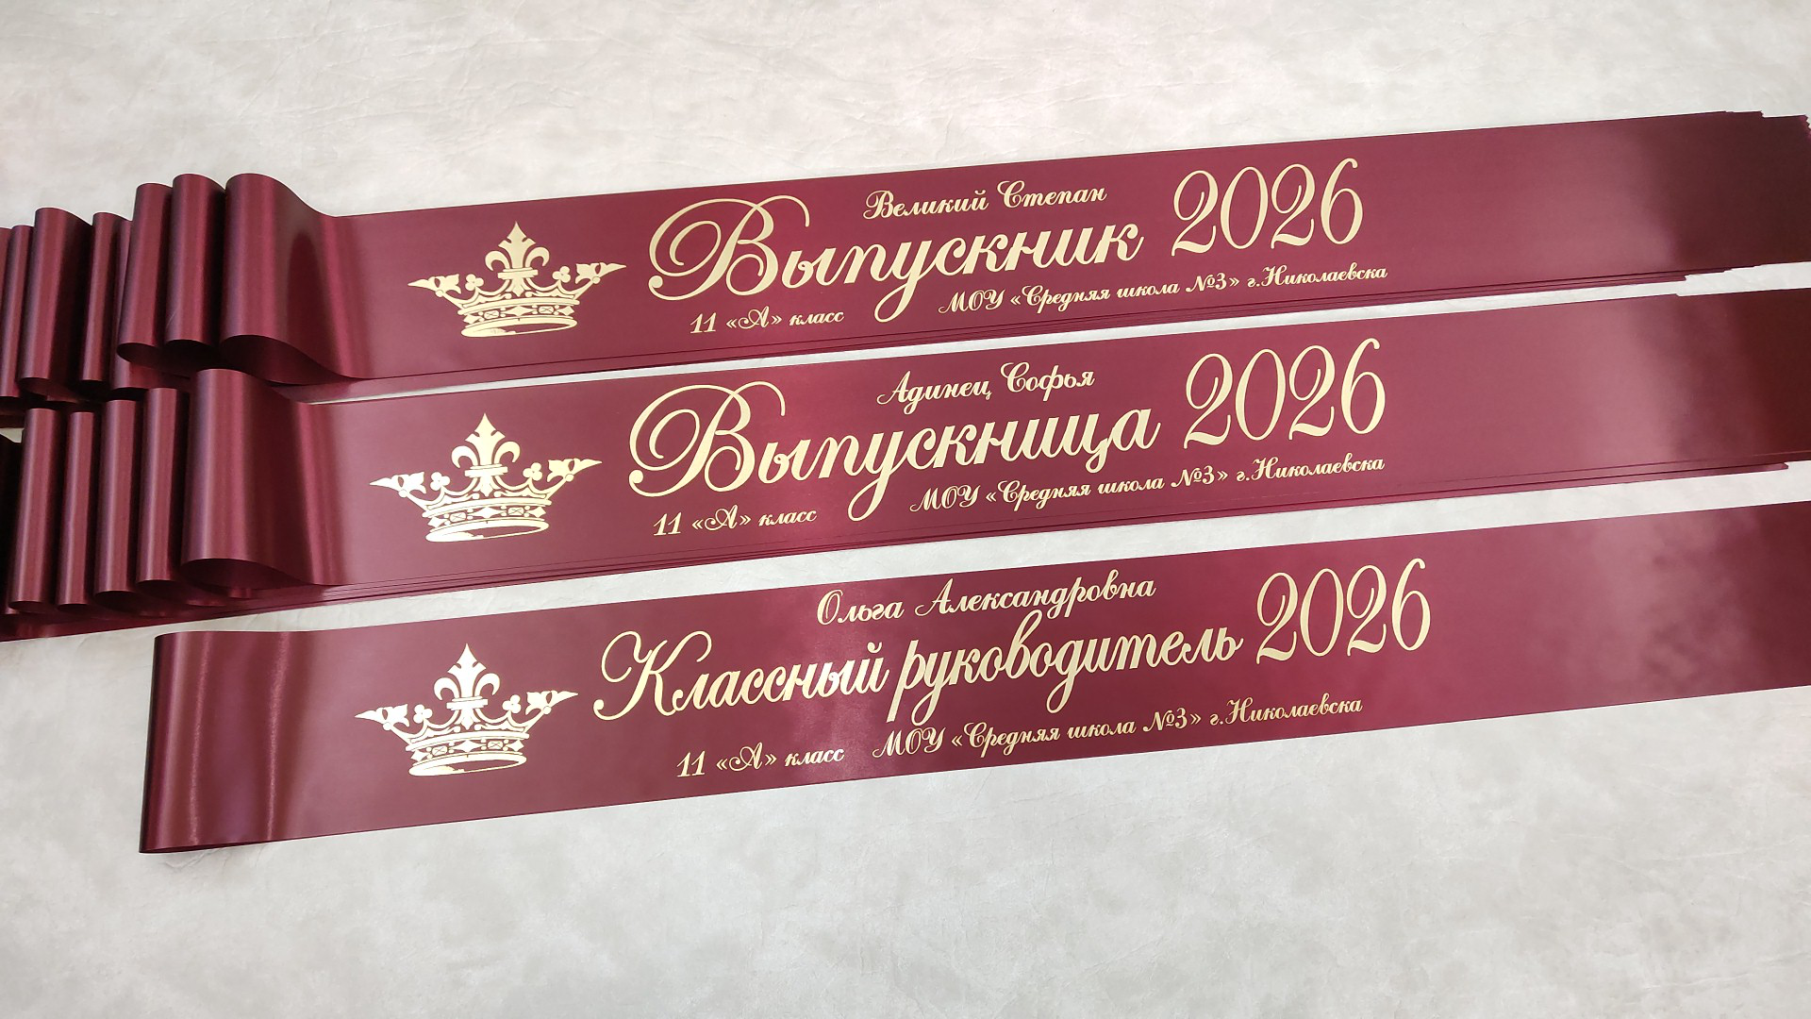 Великий Степан
Выпускник 2026
11 «А» класс МОУ «Средняя школа №3» г.Николаевска
Адинец Софья
Выпускница 2026
11 «А» класс МОУ «Средняя школа №3» г.Николаевска
Ольга Александровна
Классный руководитель 2026
11 «А» класс МОУ «Средняя школа №3» г.Николаевска